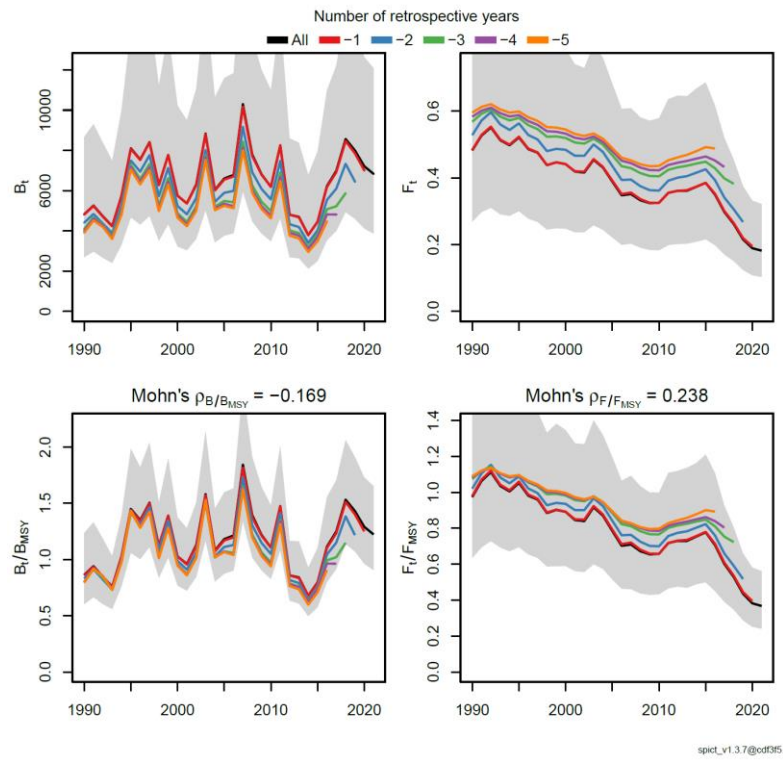 Number of retrospective years
All −1 −2 −3 −4 −5
Bt
0 2000 6000 10000
1990 2000 2010 2020
Ft
0.0 0.2 0.4 0.6
1990 2000 2010 2020
Mohn's ρB/BMSY = −0.169
Bt/BMSY
0.0 0.5 1.0 1.5 2.0
1990 2000 2010 2020
Mohn's ρF/FMSY = 0.238
Ft/FMSY
0.0 0.2 0.4 0.6 0.8 1.0 1.2 1.4
1990 2000 2010 2020
spict_v1.3.7@cdf3f5